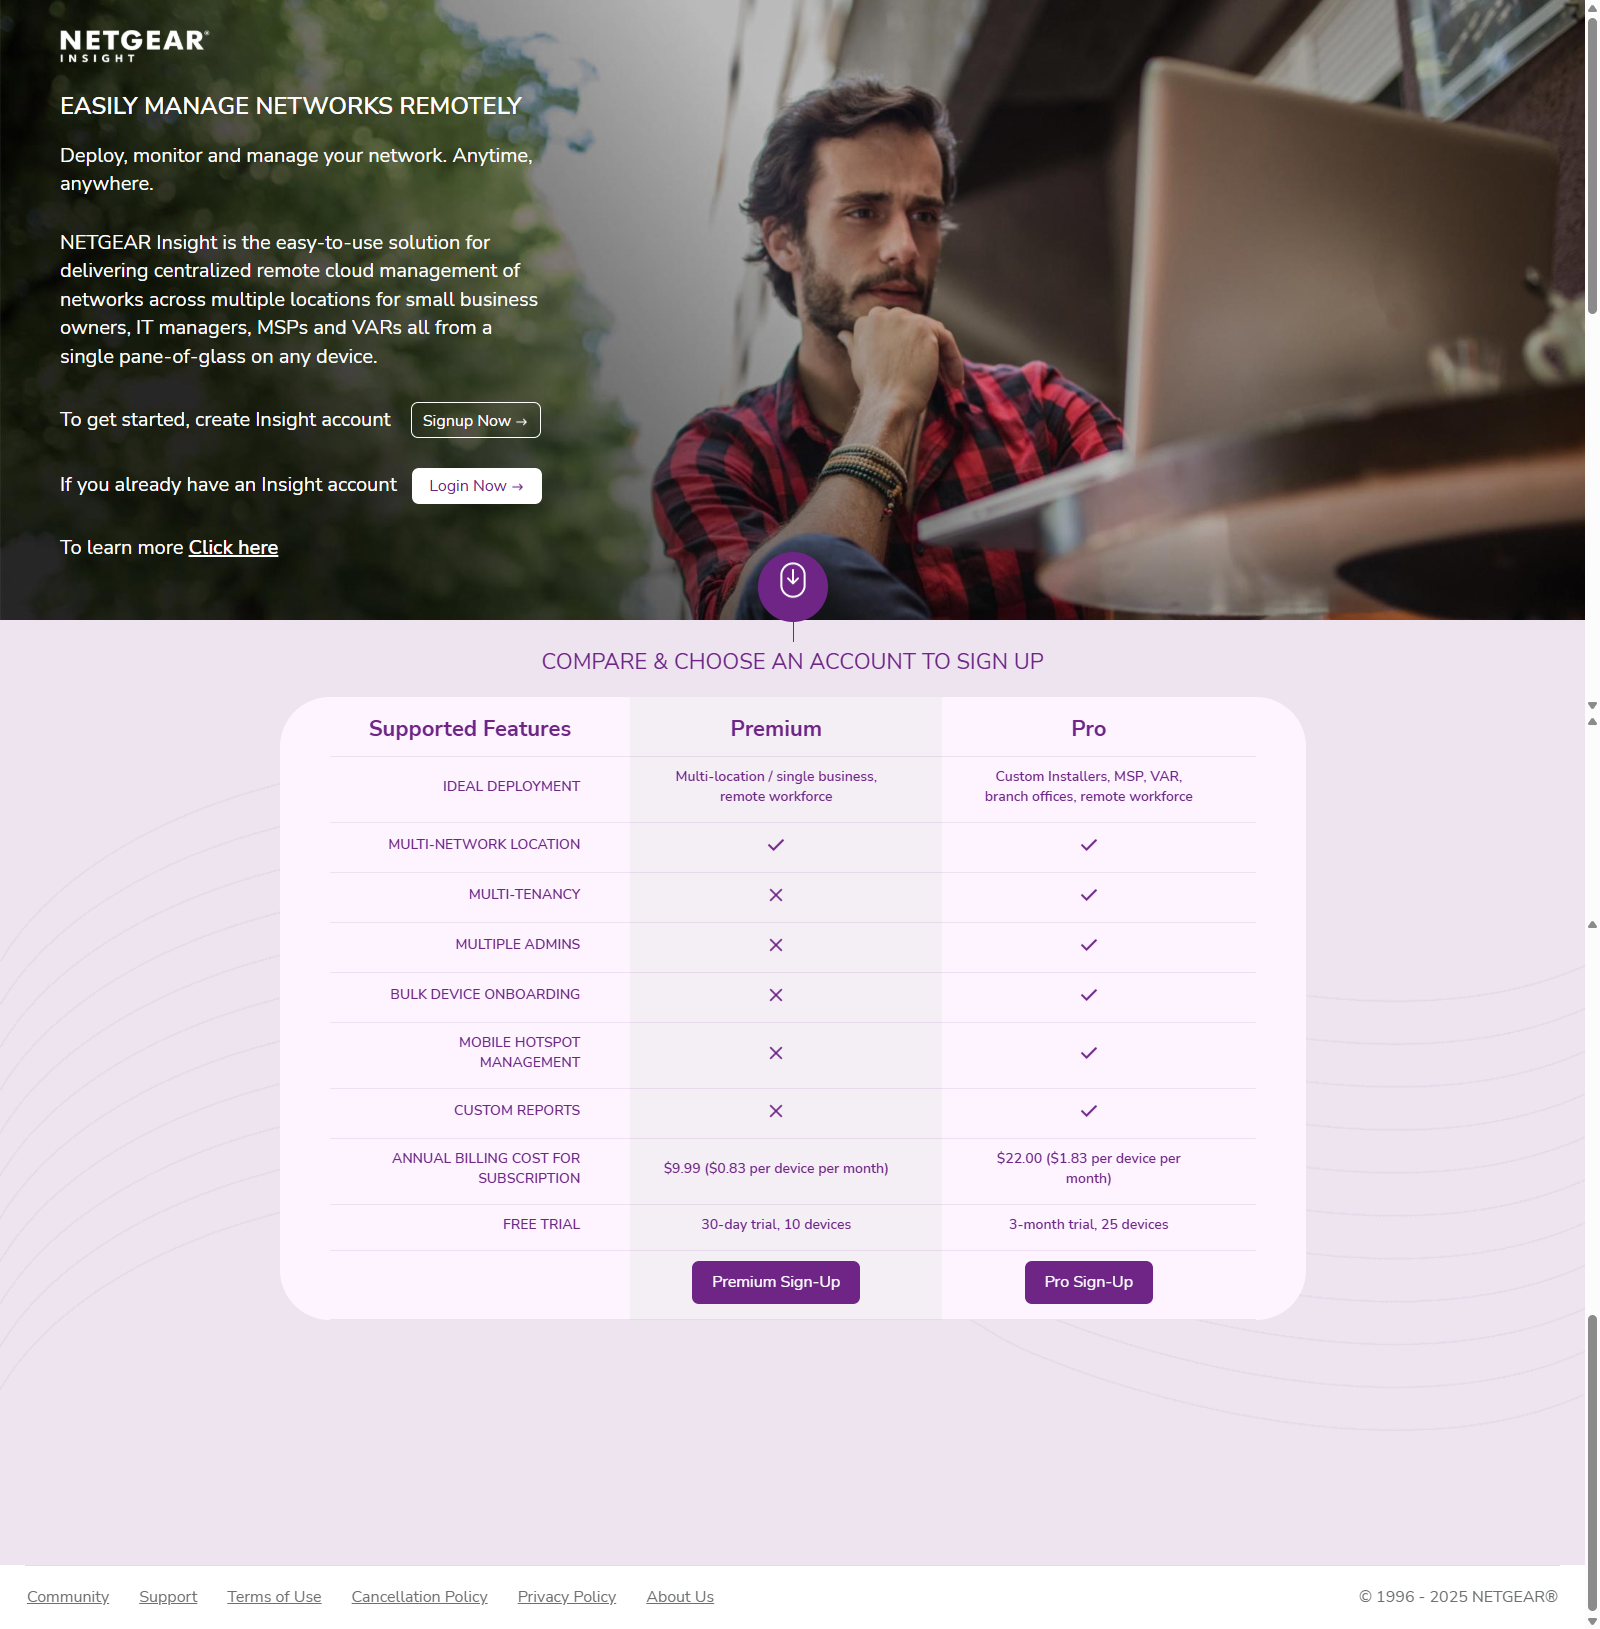 NETGEAR®
INSIGHT
EASILY MANAGE NETWORKS REMOTELY
Deploy, monitor and manage your network. Anytime,
anywhere.
NETGEAR Insight is the easy-to-use solution for
delivering centralized remote cloud management of
networks across multiple locations for small business
owners, IT managers, MSPs and VARs all from a
single pane-of-glass on any device.
To get started, create Insight account Signup Now →
If you already have an Insight account Login Now →
To learn more Click here
COMPARE & CHOOSE AN ACCOUNT TO SIGN UP
Supported Features Premium Pro
IDEAL DEPLOYMENT
Multi-location / single business,
remote workforce
Custom Installers, MSP, VAR,
branch offices, remote workforce
MULTI-NETWORK LOCATION
MULTI-TENANCY
MULTIPLE ADMINS
BULK DEVICE ONBOARDING
MOBILE HOTSPOT
MANAGEMENT
CUSTOM REPORTS
ANNUAL BILLING COST FOR
SUBSCRIPTION
$9.99 ($0.83 per device per month)
$22.00 ($1.83 per device per
month)
FREE TRIAL 30-day trial, 10 devices 3-month trial, 25 devices
Premium Sign-Up Pro Sign-Up
Community Support Terms of Use Cancellation Policy Privacy Policy About Us © 1996 - 2025 NETGEAR®